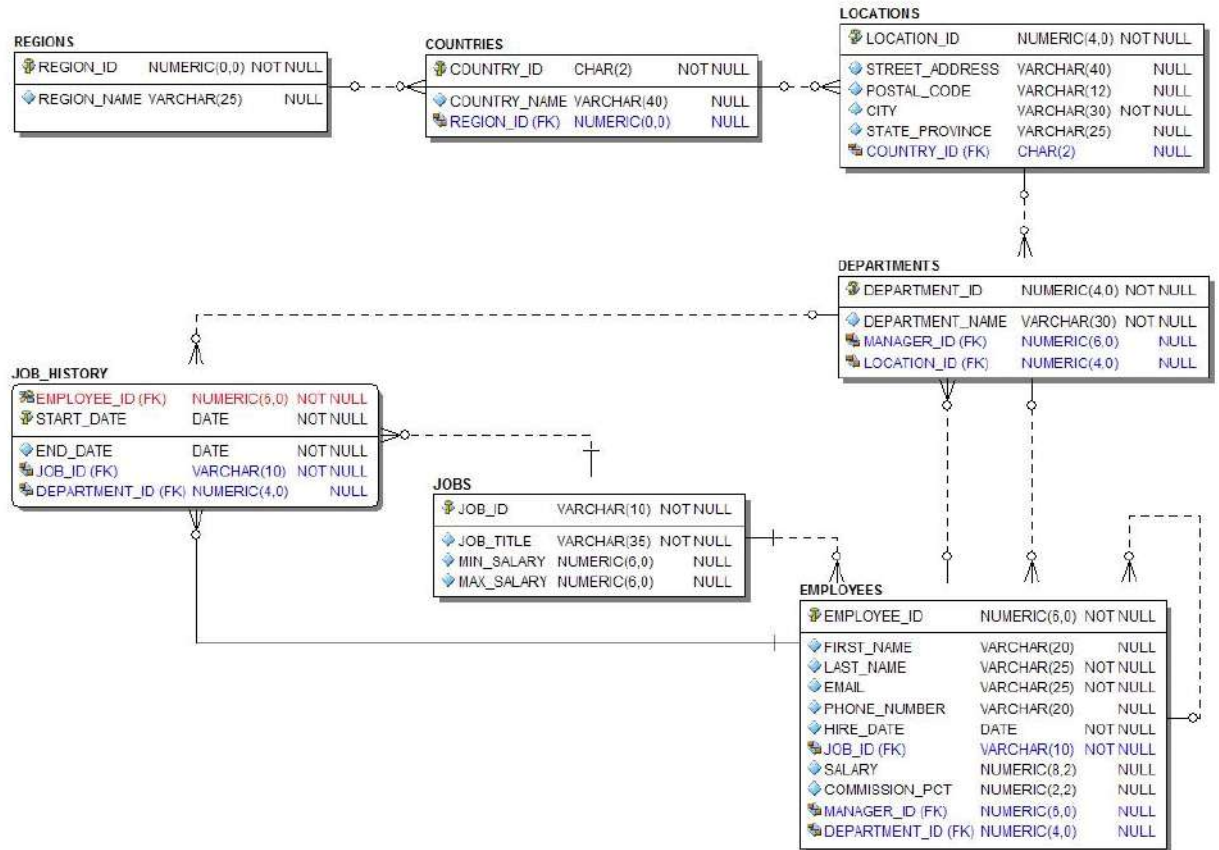 REGIONS
REGION_ID NUMERIC(0,0) NOT NULL
REGION_NAME VARCHAR(25) NULL
COUNTRIES
COUNTRY_ID CHAR(2) NOT NULL
COUNTRY_NAME VARCHAR(40) NULL
REGION_ID (FK) NUMERIC(0,0) NULL
LOCATIONS
LOCATION_ID NUMERIC(4,0) NOT NULL
STREET_ADDRESS VARCHAR(40) NULL
POSTAL_CODE VARCHAR(12) NULL
CITY VARCHAR(30) NOT NULL
STATE_PROVINCE VARCHAR(25) NULL
COUNTRY_ID (FK) CHAR(2) NULL
DEPARTMENTS
DEPARTMENT_ID NUMERIC(4,0) NOT NULL
DEPARTMENT_NAME VARCHAR(30) NOT NULL
MANAGER_ID (FK) NUMERIC(6,0) NULL
LOCATION_ID (FK) NUMERIC(4,0) NULL
JOB_HISTORY
EMPLOYEE_ID (FK) NUMERIC(6,0) NOT NULL
START_DATE DATE NOT NULL
END_DATE DATE NOT NULL
JOB_ID (FK) VARCHAR(10) NOT NULL
DEPARTMENT_ID (FK) NUMERIC(4,0) NULL
JOBS
JOB_ID VARCHAR(10) NOT NULL
JOB_TITLE VARCHAR(35) NOT NULL
MIN_SALARY NUMERIC(6,0) NULL
MAX_SALARY NUMERIC(6,0) NULL
EMPLOYEES
EMPLOYEE_ID NUMERIC(6,0) NOT NULL
FIRST_NAME VARCHAR(20) NULL
LAST_NAME VARCHAR(25) NOT NULL
EMAIL VARCHAR(25) NOT NULL
PHONE_NUMBER VARCHAR(20) NULL
HIRE_DATE DATE NOT NULL
JOB_ID (FK) VARCHAR(10) NOT NULL
SALARY NUMERIC(8,2) NULL
COMMISSION_PCT NUMERIC(2,2) NULL
MANAGER_ID (FK) NUMERIC(6,0) NULL
DEPARTMENT_ID (FK) NUMERIC(4,0) NULL